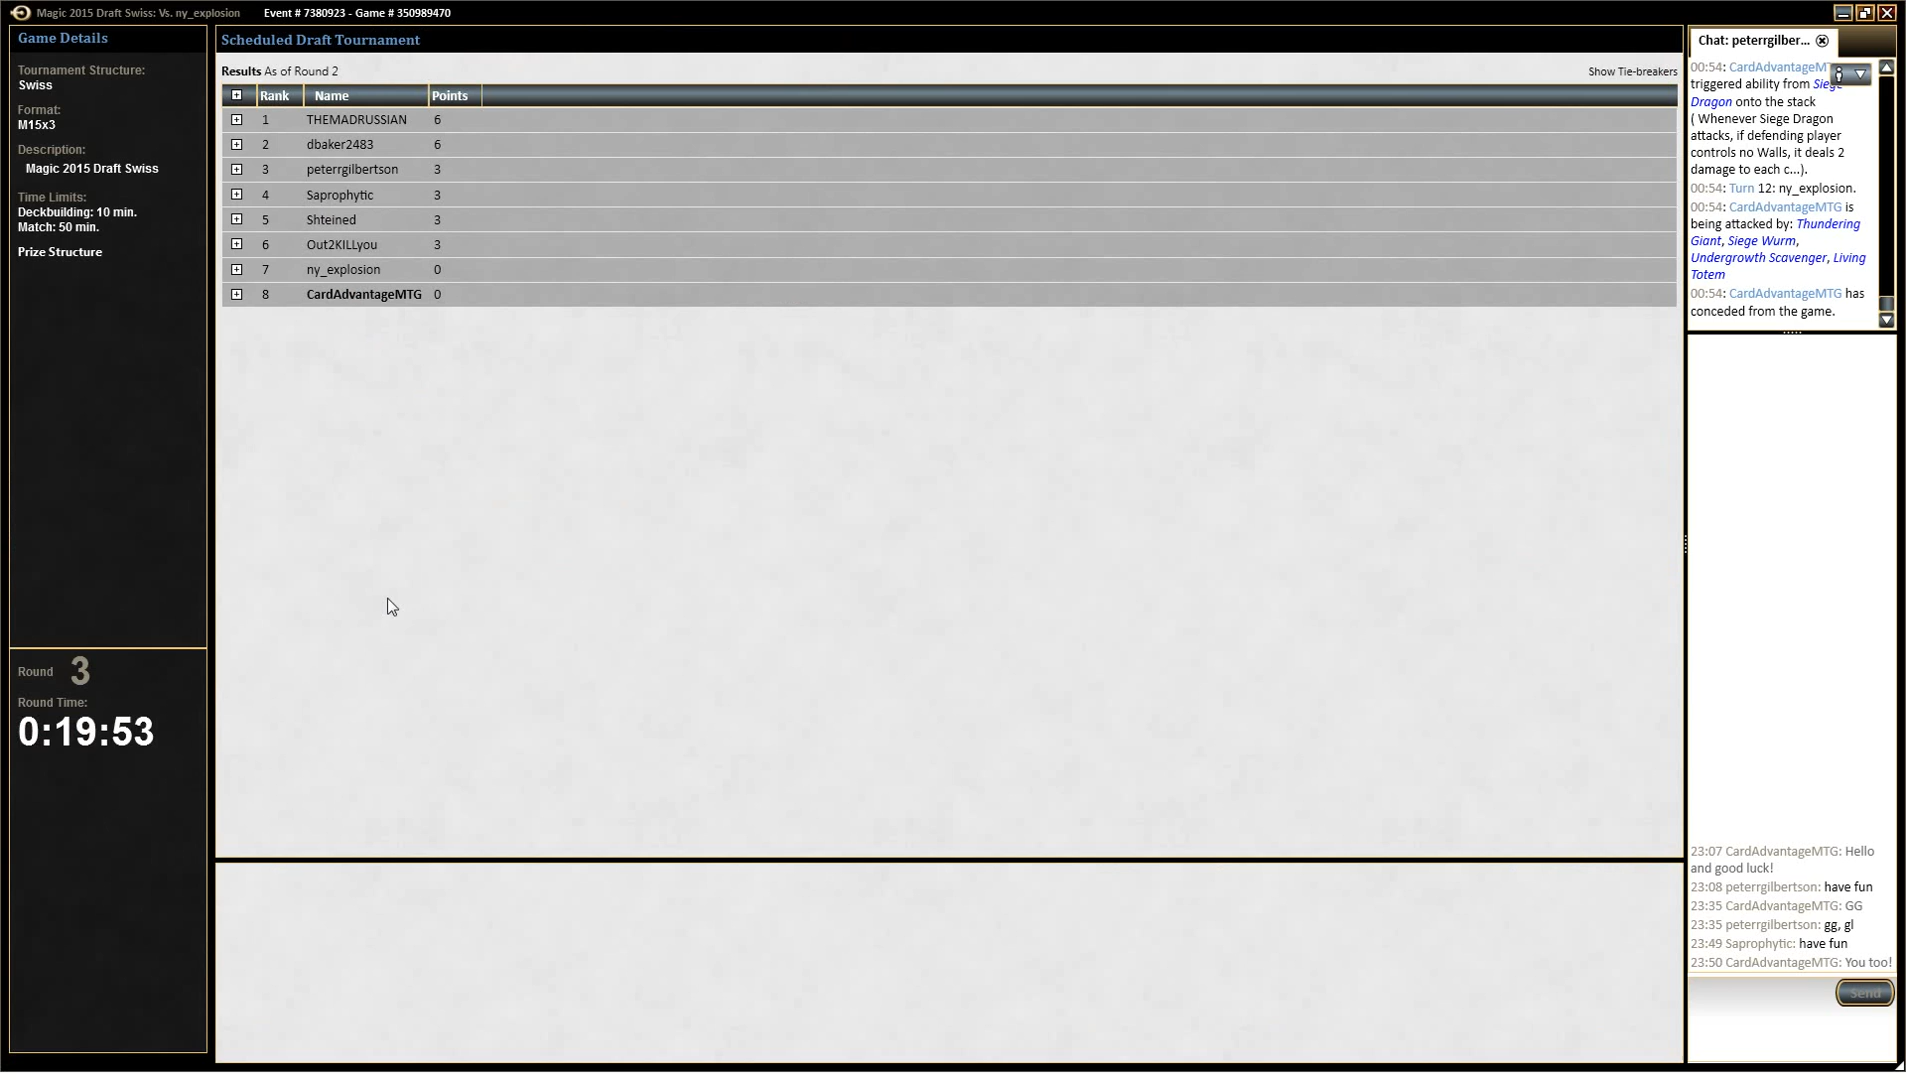 Magic 2015 Draft Swiss: Vs. ny_explosion Event # 7380923 - Game # 350989470
Game Details
Tournament Structure:
Swiss
Format:
M15x3
Description:
Magic 2015 Draft Swiss
Time Limits:
Deckbuilding: 10 min.
Match: 50 min.
Prize Structure
Round 3
Round Time:
0:19:53
Scheduled Draft Tournament
Results As of Round 2 Show Tie-breakers
Rank Name Points
1 THEMADRUSSIAN 6
2 dbaker2483 6
3 peterrgilbertson 3
4 Saprophytic 3
5 Shteined 3
6 Out2KILLyou 3
7 ny_explosion 0
8 CardAdvantageMTG 0
Chat: peterrgilber...
00:54: CardAdvantageMT
triggered ability from Siege
Dragon onto the stack
( Whenever Siege Dragon
attacks, if defending player
controls no Walls, it deals 2
damage to each c...).
00:54: Turn 12: ny_explosion.
00:54: CardAdvantageMTG is
being attacked by: Thundering
Giant, Siege Wurm,
Undergrowth Scavenger, Living
Totem
00:54: CardAdvantageMTG has
conceded from the game.
23:07 CardAdvantageMTG: Hello
and good luck!
23:08 peterrgilbertson: have fun
23:35 CardAdvantageMTG: GG
23:35 peterrgilbertson: gg, gl
23:49 Saprophytic: have fun
23:50 CardAdvantageMTG: You too!
Send